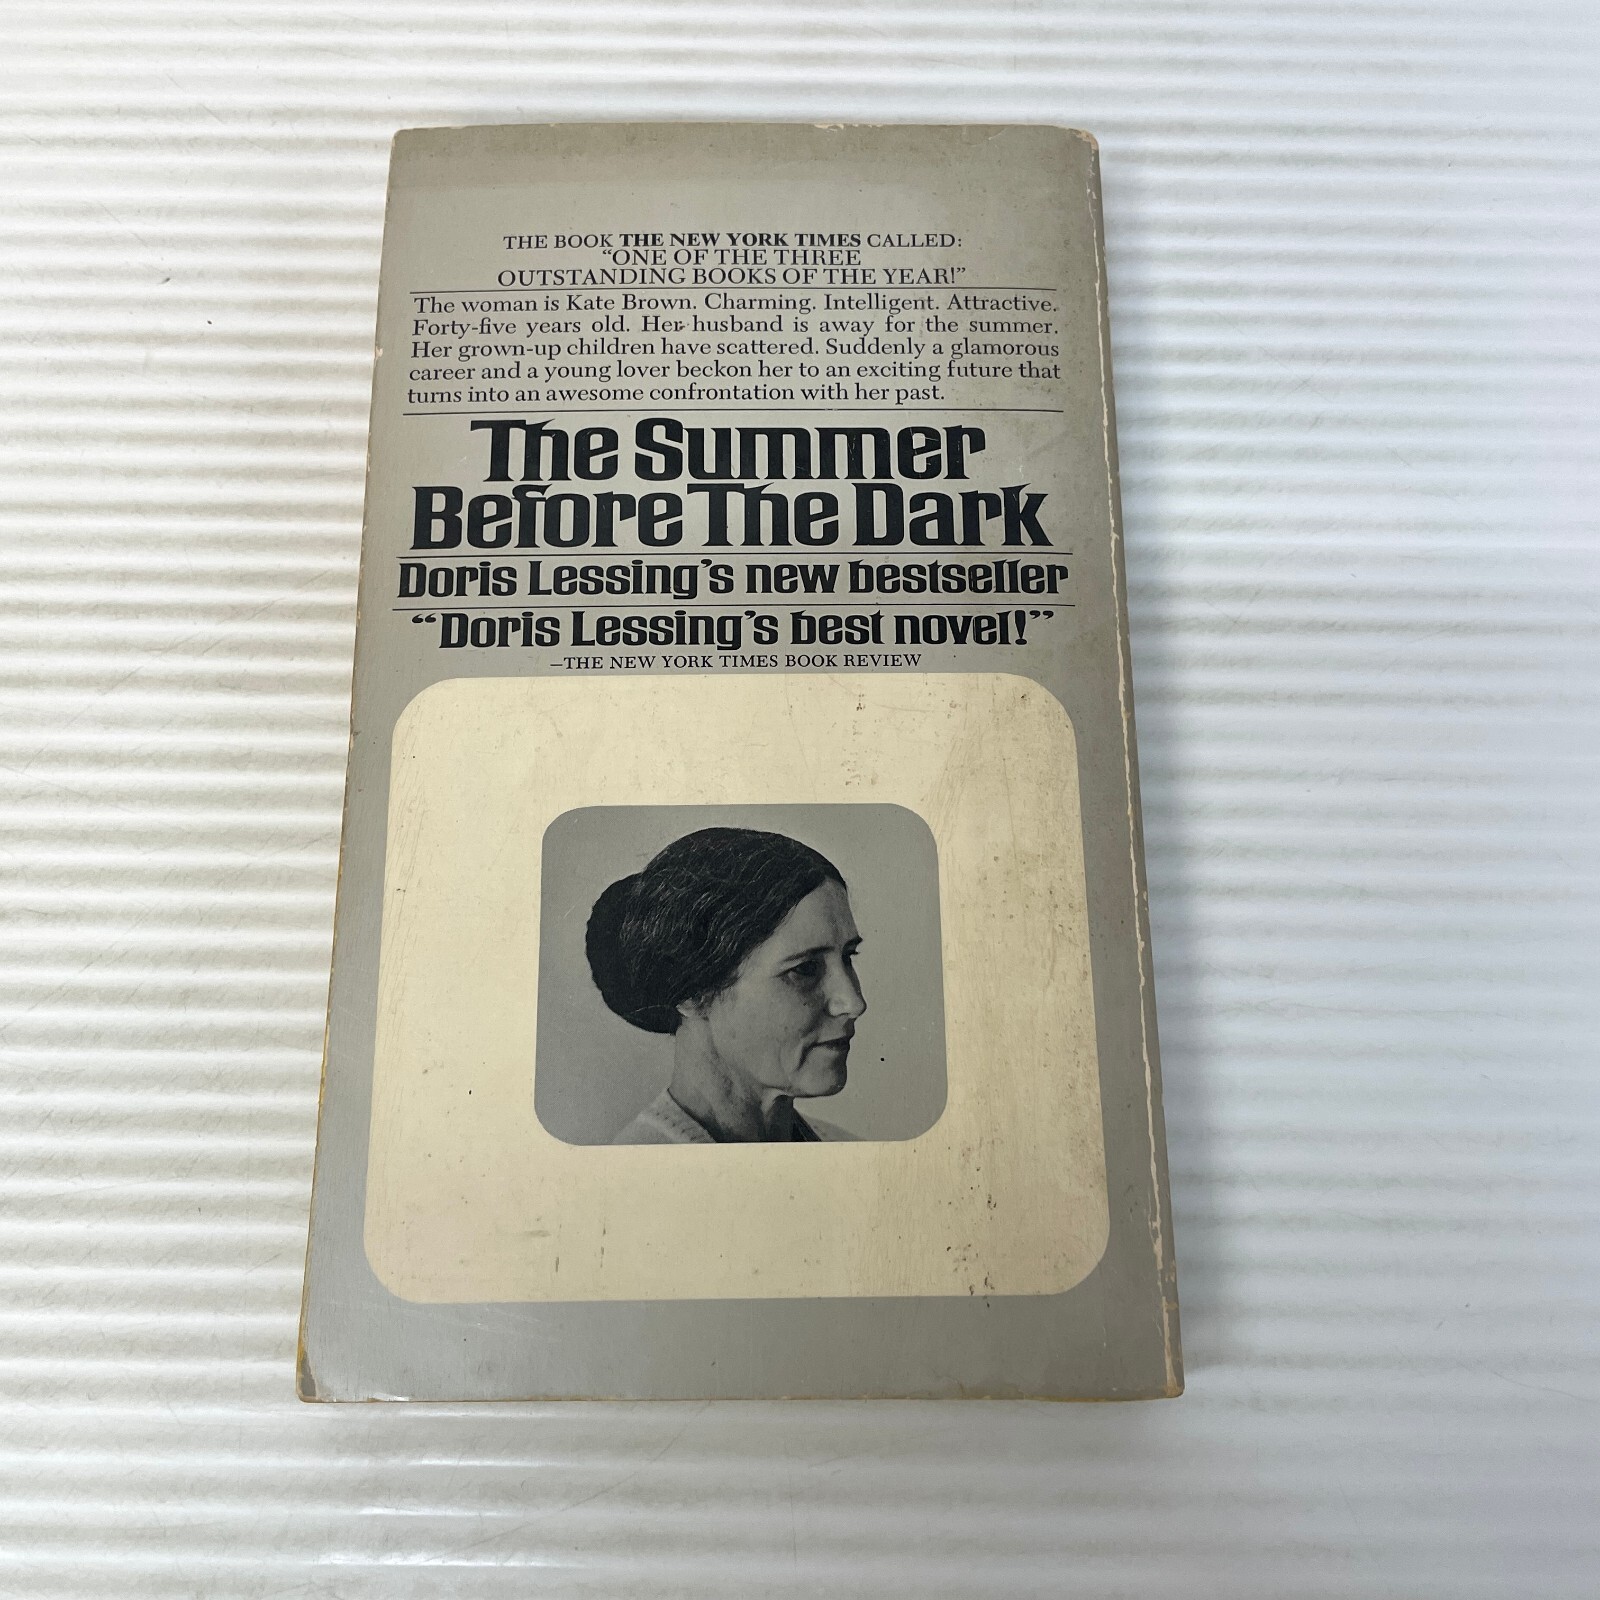 THE BOOK THE NEW YORK TIMES CALLED:
“ONE OF THE THREE
OUTSTANDING BOOKS OF THE YEAR!”
The woman is Kate Brown. Charming. Intelligent. Attractive.
Forty-five years old. Her husband is away for the summer.
Her grown-up children have scattered. Suddenly a glamorous
career and a young lover beckon her to an exciting future that
turns into an awesome confrontation with her past.
The Summer
Before The Dark
Doris Lessing’s new bestseller
“Doris Lessing’s best novel!”
–THE NEW YORK TIMES BOOK REVIEW